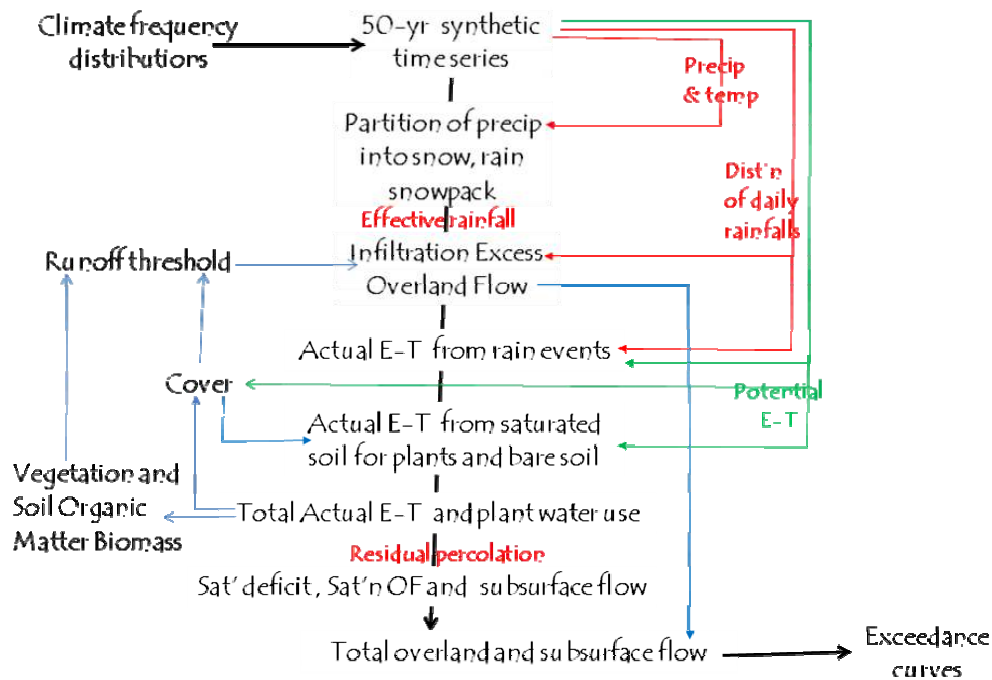 Climate frequency
distributions
50-yr synthetic
time series
Precip
& temp
Partition of precip
into snow, rain
snowpack
Dist'n
of daily
rainfalls
Effective rainfall
Infiltration Excess
Overland Flow
Runoff threshold
Actual E-T from rain events
Cover
Potential
E-T
Actual E-T from saturated
soil for plants and bare soil
Vegetation and
Soil Organic
Matter Biomass
Total Actual E-T and plant water use
Residual percolation
Sat' deficit, Sat'n OF and subsurface flow
Total overland and subsurface flow
Exceedance
curves